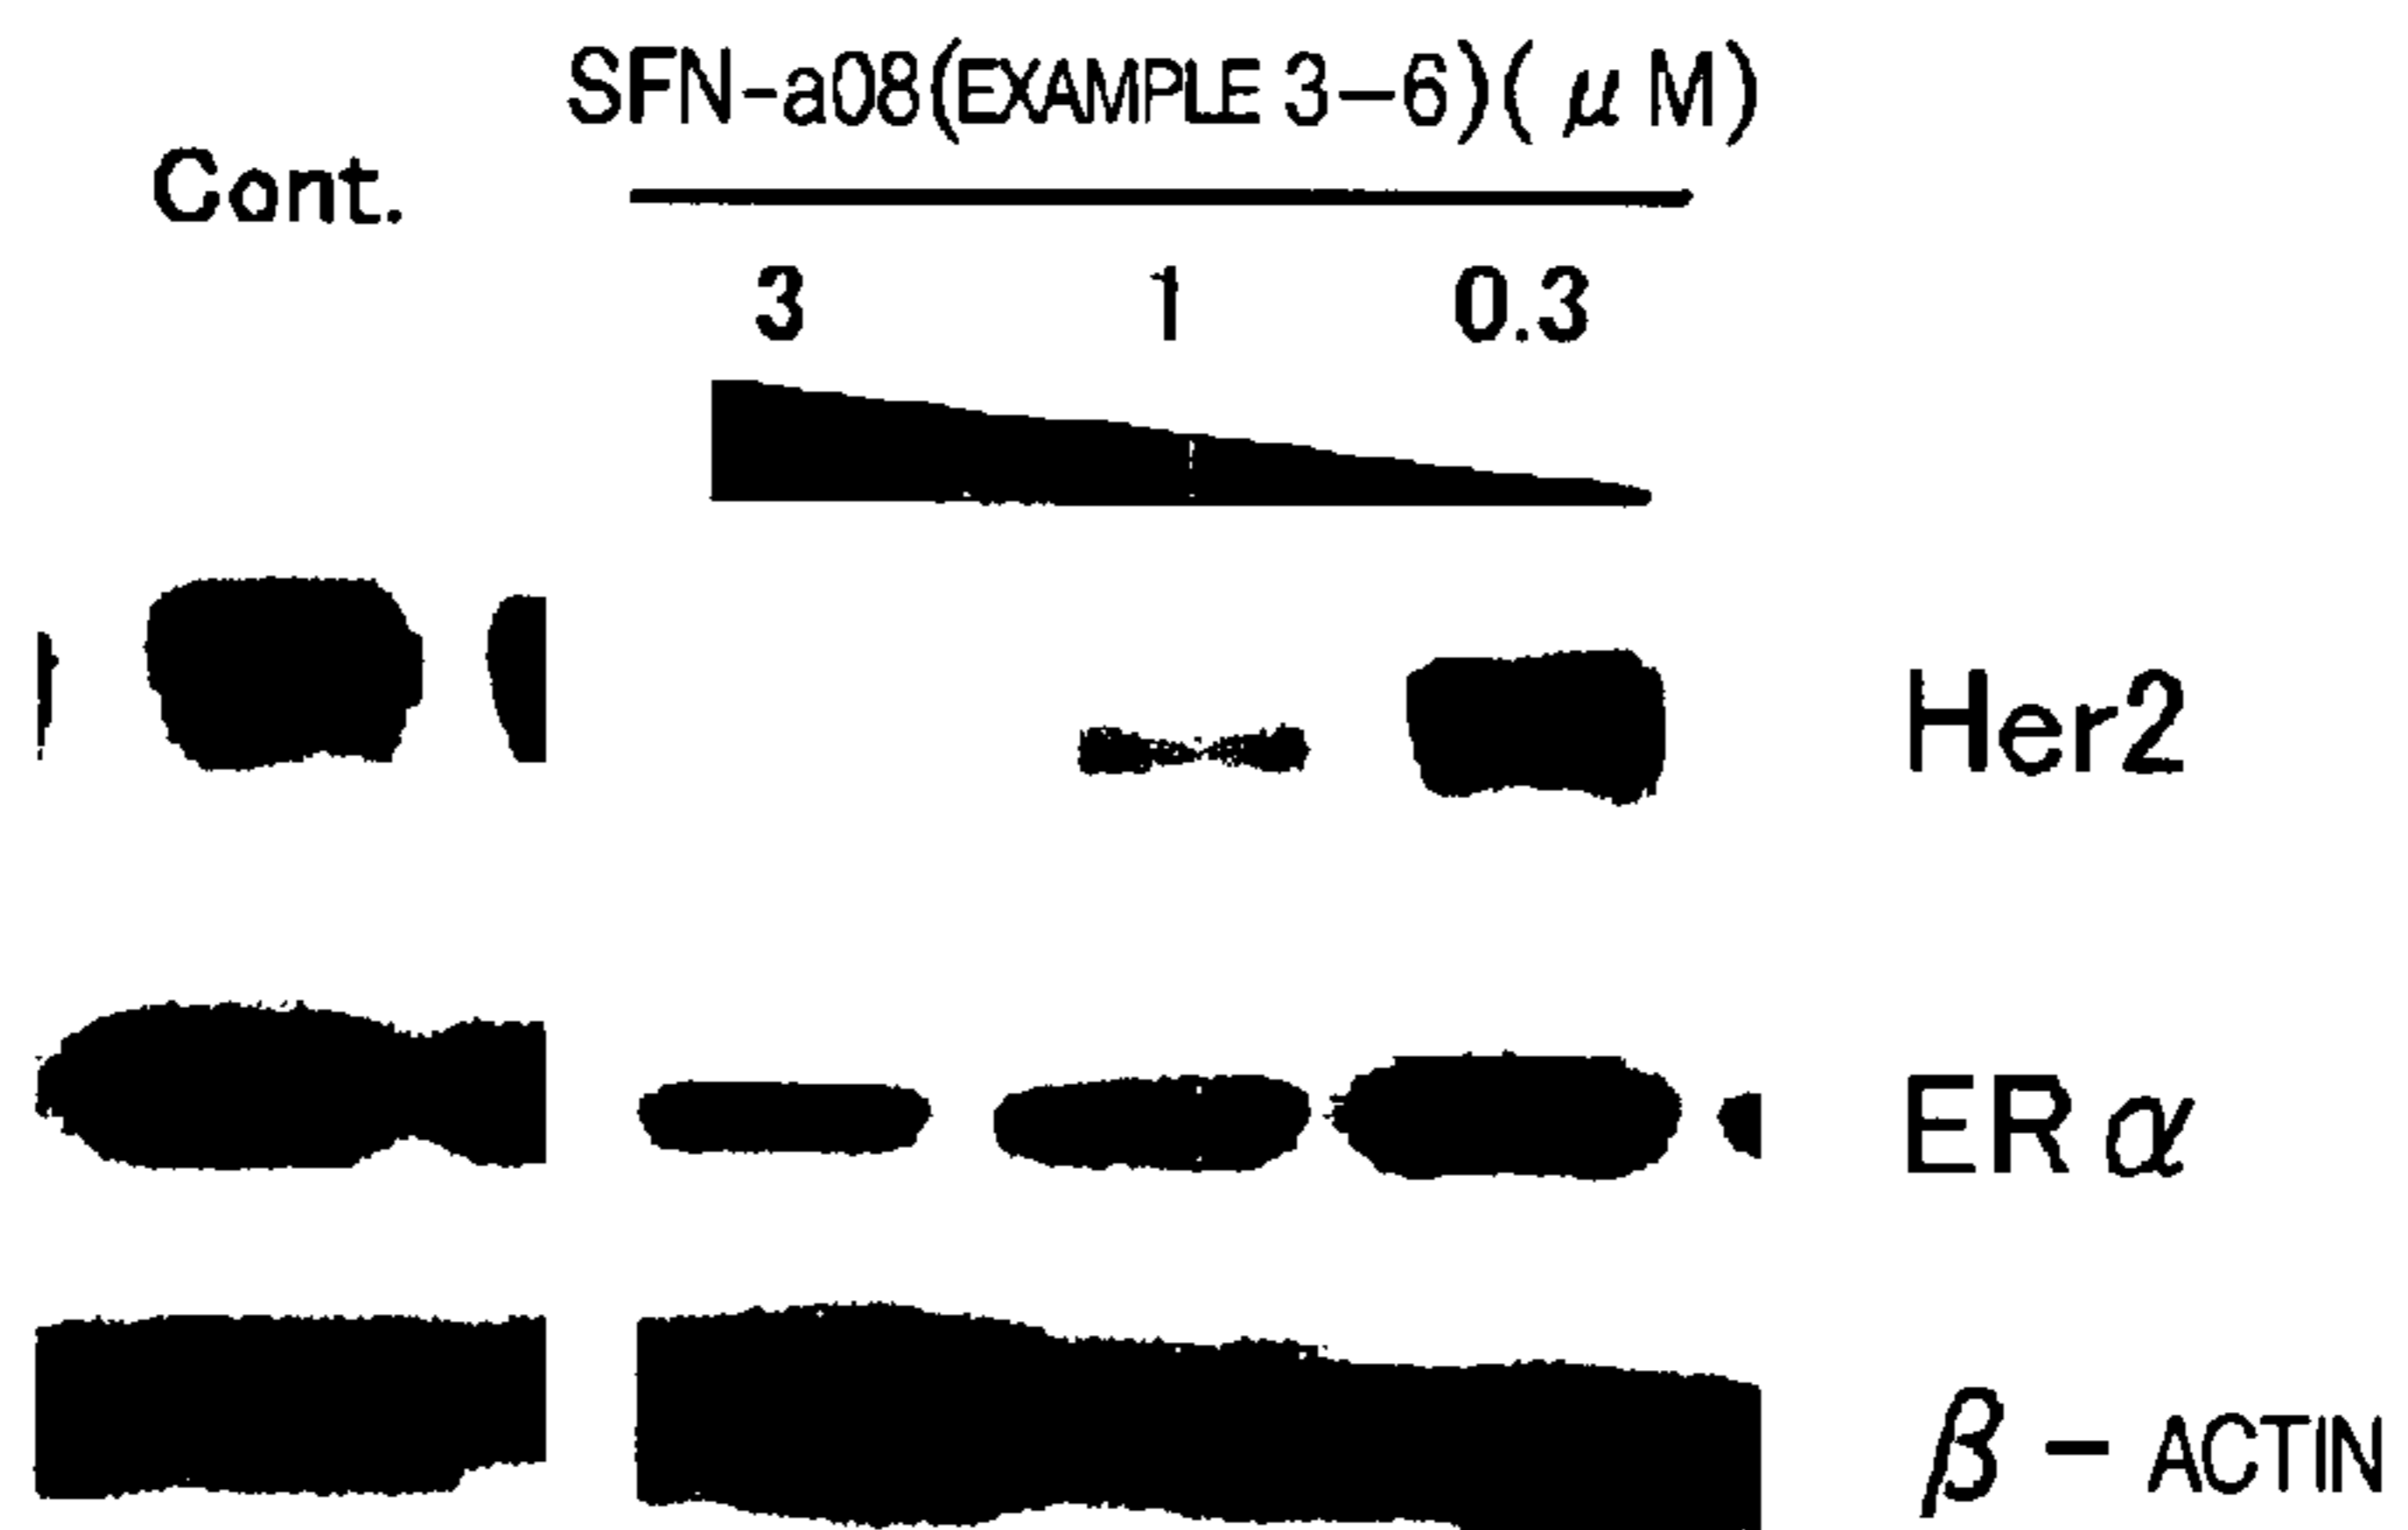 SFN-a08(EXAMPLE 3-6)(μM)
Cont.
3 1 0.3
Her2
ERα
β-ACTIN